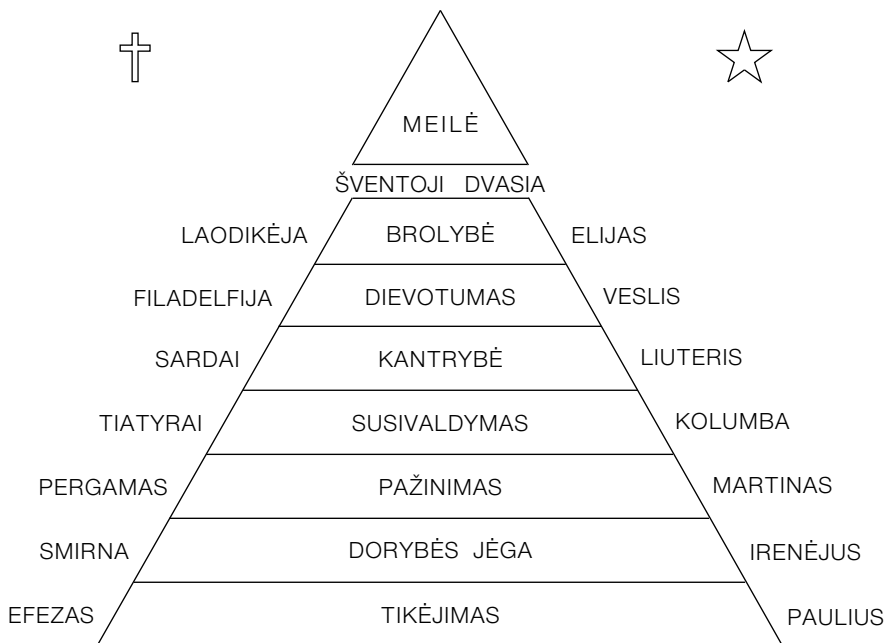 MEILĖ
ŠVENTOJI DVASIA
LAODIKĖJA BROLYBĖ ELIJAS
FILADELFIJA DIEVOTUMAS VESLIS
SARDAI KANTRYBĖ LIUTERIS
TIATYRAI SUSIVALDYMAS KOLUMBA
PERGAMAS PAŽINIMAS MARTINAS
SMIRNA DORYBĖS JĖGA IRENĖJUS
EFEZAS TIKĖJIMAS PAULIUS